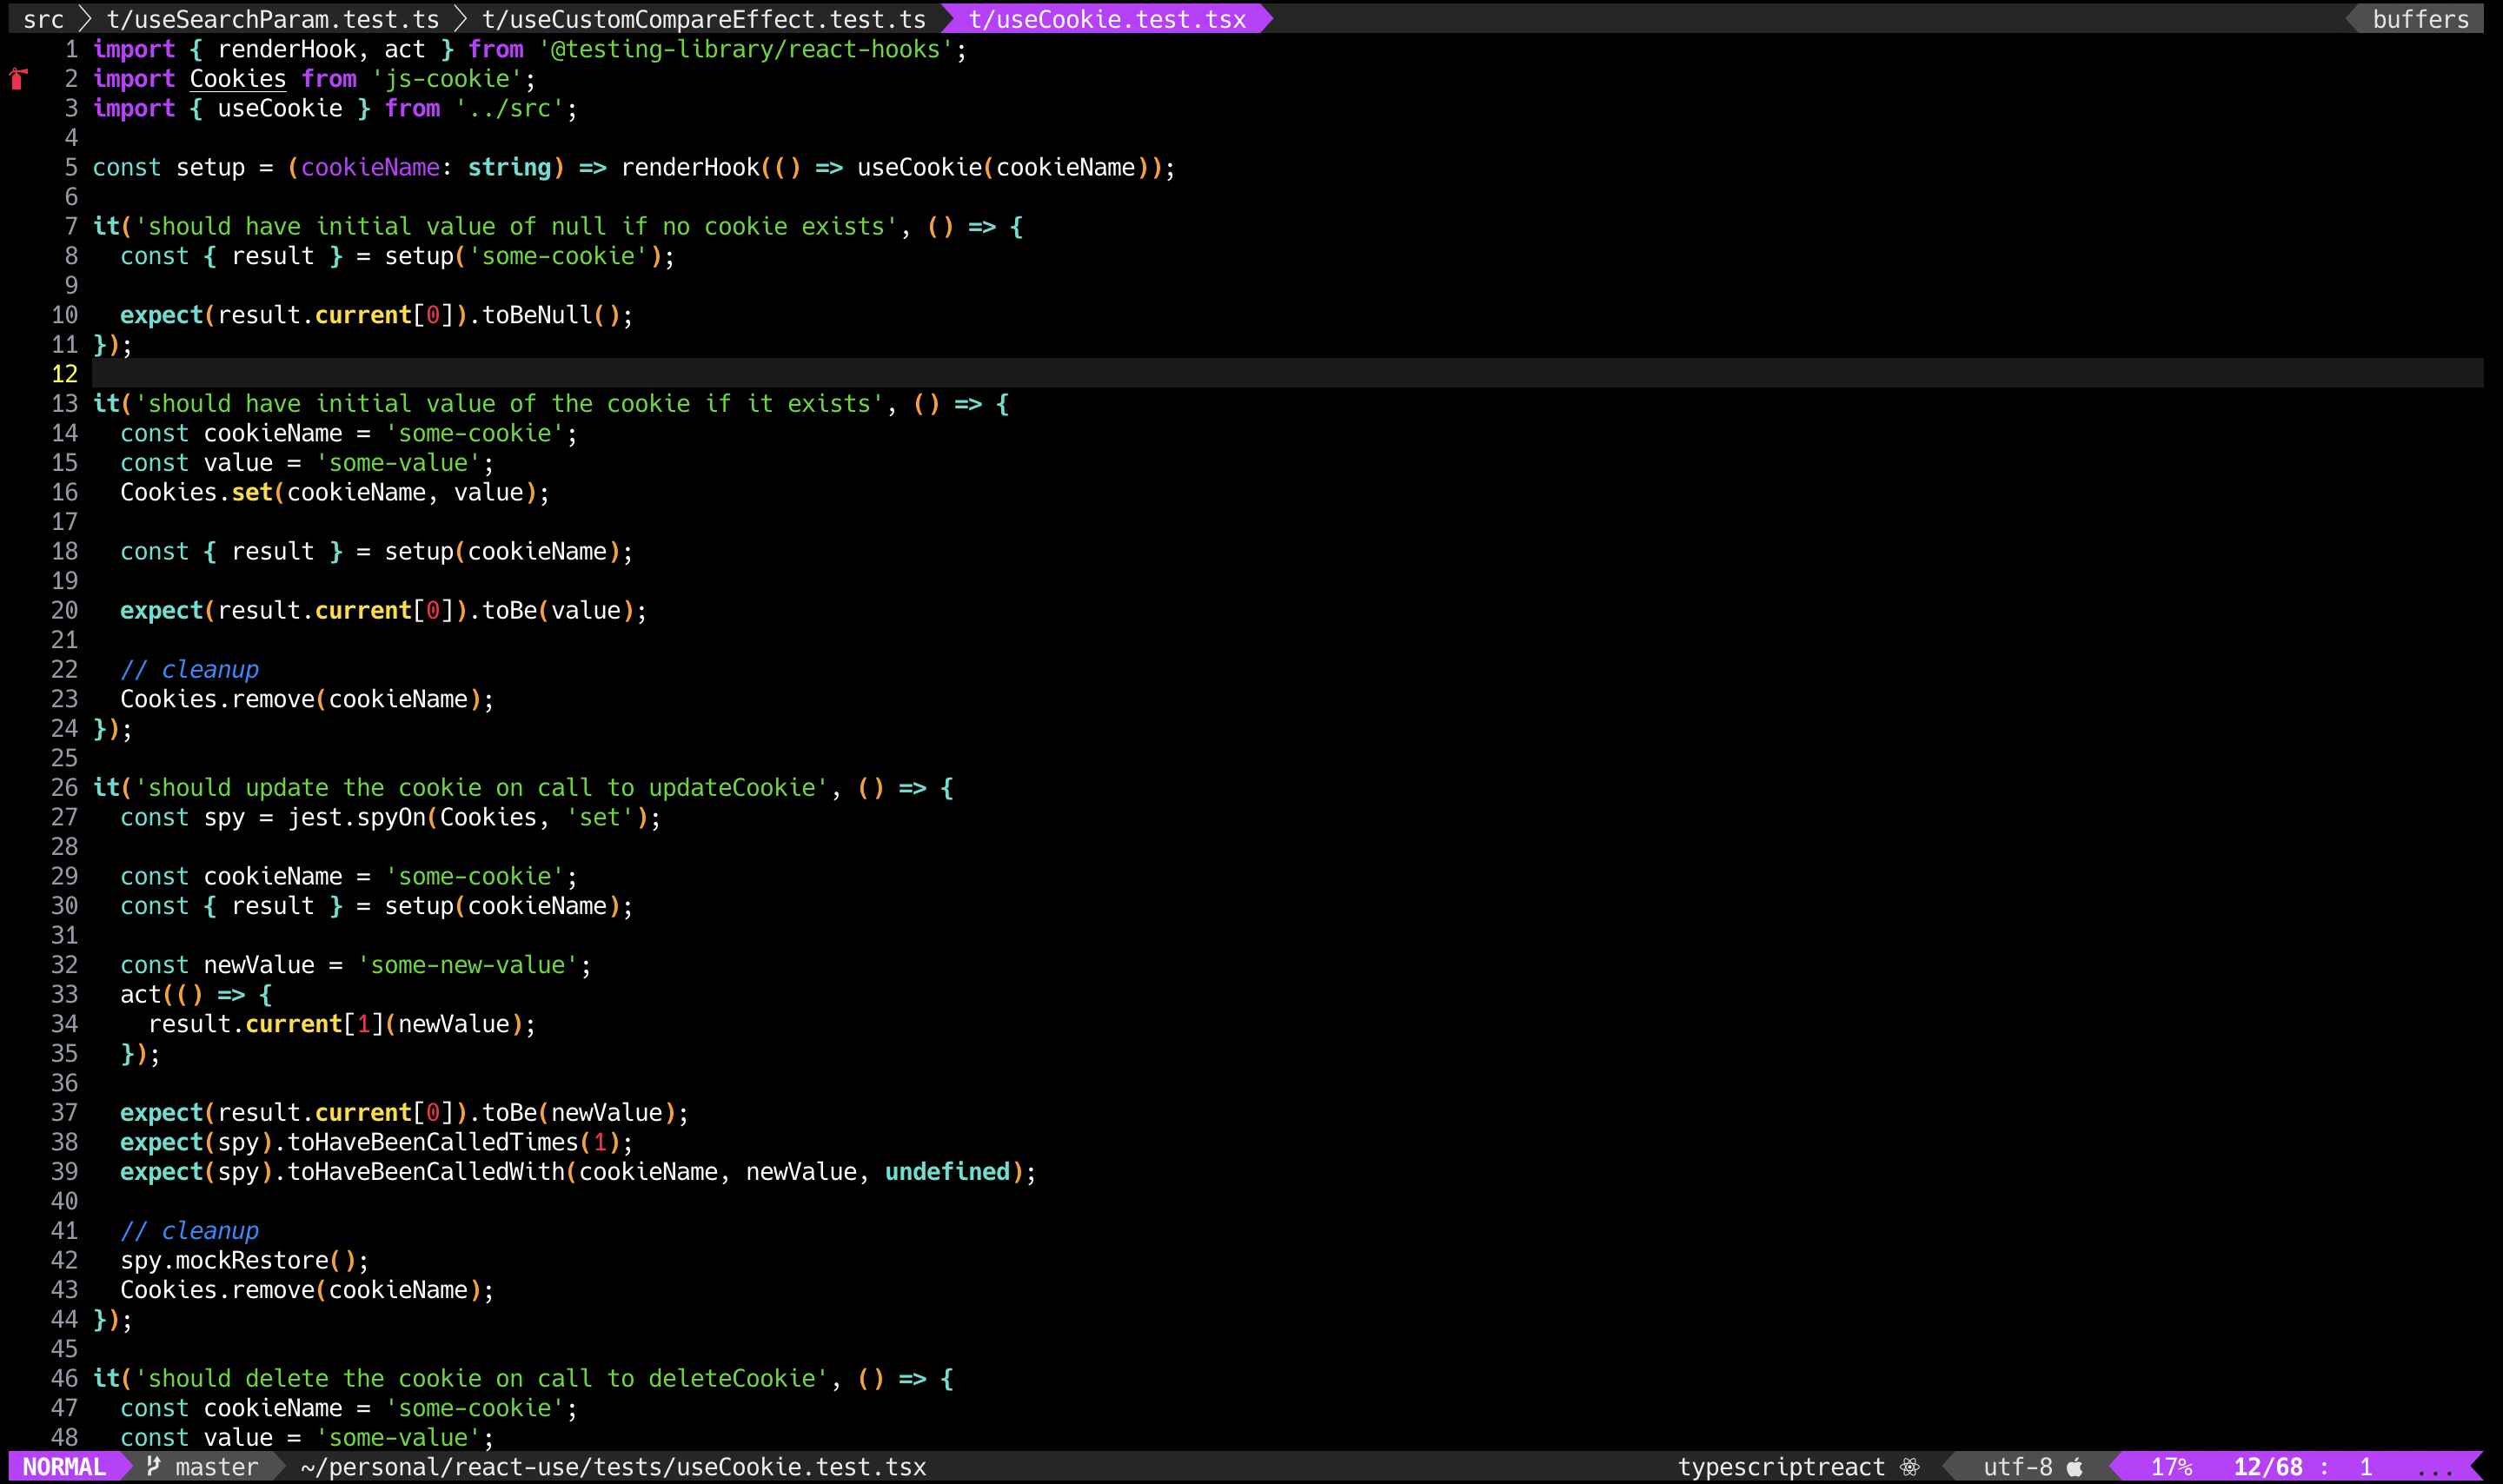 src t/useSearchParam.test.ts t/useCustomCompareEffect.test.ts t/useCookie.test.tsx buffers
1 import { renderHook, act } from '@testing-library/react-hooks';
2 import Cookies from 'js-cookie';
3 import { useCookie } from '../src';
4
5 const setup = (cookieName: string) => renderHook(() => useCookie(cookieName));
6
7 it('should have initial value of null if no cookie exists', () => {
8   const { result } = setup('some-cookie');
9
10   expect(result.current[0]).toBeNull();
11 });
12
13 it('should have initial value of the cookie if it exists', () => {
14   const cookieName = 'some-cookie';
15   const value = 'some-value';
16   Cookies.set(cookieName, value);
17
18   const { result } = setup(cookieName);
19
20   expect(result.current[0]).toBe(value);
21
22   // cleanup
23   Cookies.remove(cookieName);
24 });
25
26 it('should update the cookie on call to updateCookie', () => {
27   const spy = jest.spyOn(Cookies, 'set');
28
29   const cookieName = 'some-cookie';
30   const { result } = setup(cookieName);
31
32   const newValue = 'some-new-value';
33   act(() => {
34     result.current[1](newValue);
35   });
36
37   expect(result.current[0]).toBe(newValue);
38   expect(spy).toHaveBeenCalledTimes(1);
39   expect(spy).toHaveBeenCalledWith(cookieName, newValue, undefined);
40
41   // cleanup
42   spy.mockRestore();
43   Cookies.remove(cookieName);
44 });
45
46 it('should delete the cookie on call to deleteCookie', () => {
47   const cookieName = 'some-cookie';
48   const value = 'some-value';
NORMAL master ~/personal/react-use/tests/useCookie.test.tsx typescriptreact utf-8 17% 12/68 : 1 ...